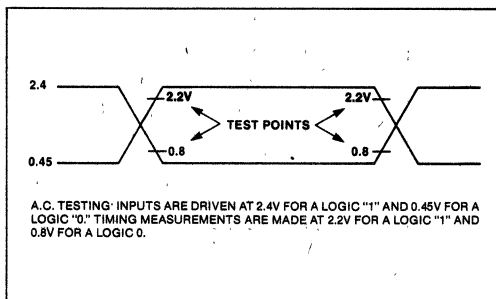 2.4
2.2V 2.2V
TEST POINTS
0.8 0.8
0.45
A.C. TESTING: INPUTS ARE DRIVEN AT 2.4V FOR A LOGIC "1" AND 0.45V FOR A
LOGIC "0." TIMING MEASUREMENTS ARE MADE AT 2.2V FOR A LOGIC "1" AND
0.8V FOR A LOGIC 0.